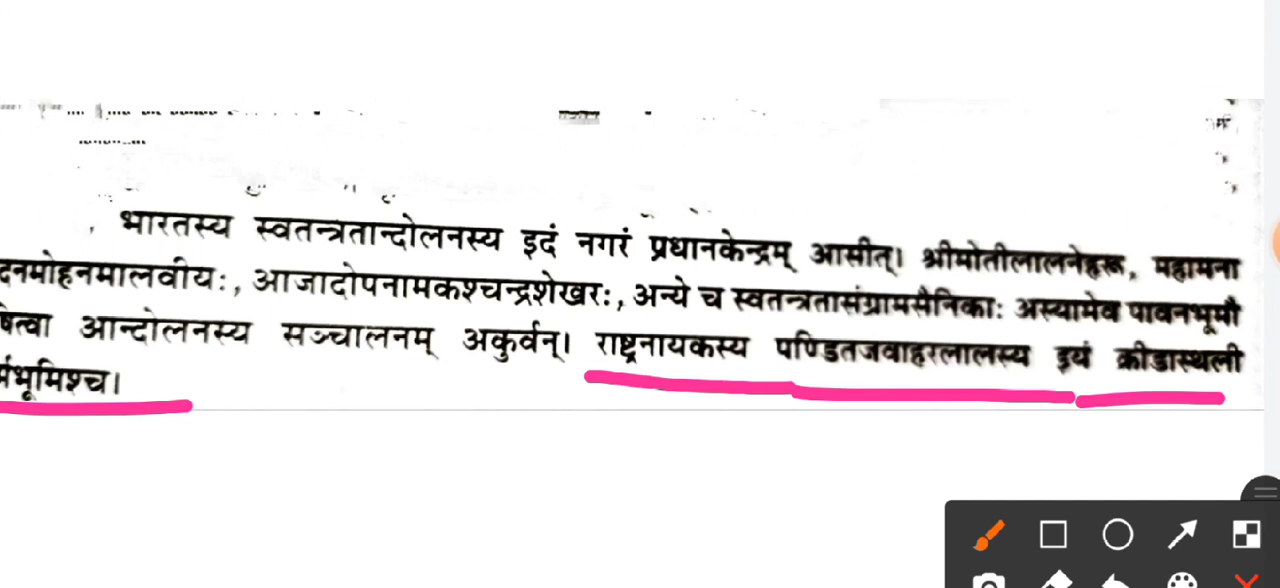 भारतस्य स्वतन्त्रतान्दोलनस्य इदं नगरं प्रधानकेन्द्रम् आसीत्। श्रीमोतीलालनेहरू, महामना
दनमोहनमालवीयः, आजादोपनामकश्चन्द्रशेखरः, अन्ये च स्वतन्त्रतासंग्रामसैनिकाः अस्यामेव पावनभूमौ
षित्वा आन्दोलनस्य सञ्चालनम् अकुर्वन्। राष्ट्रनायकस्य पण्डितजवाहरलालस्य इयं क्रीडास्थली
र्मभूमिश्च।